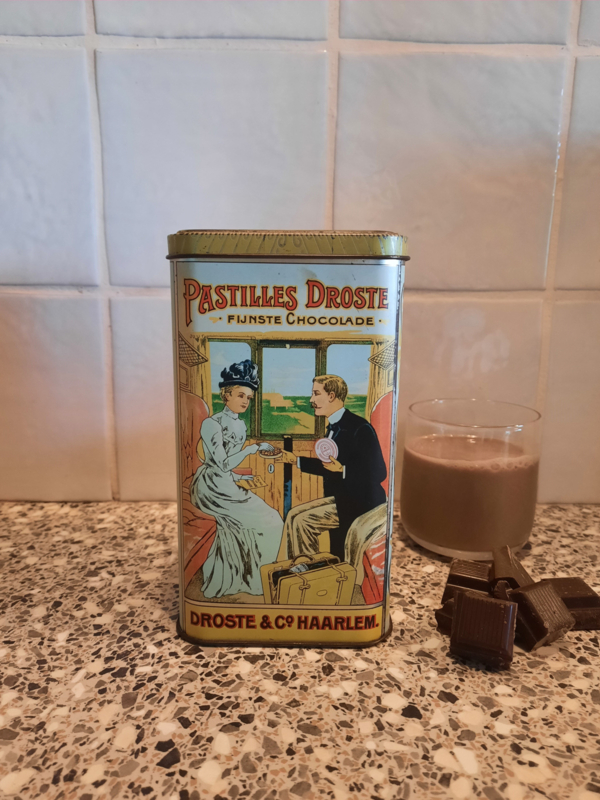 PASTILLES DROSTE
FIJNSTE CHOCOLADE
DROSTE & Co HAARLEM.